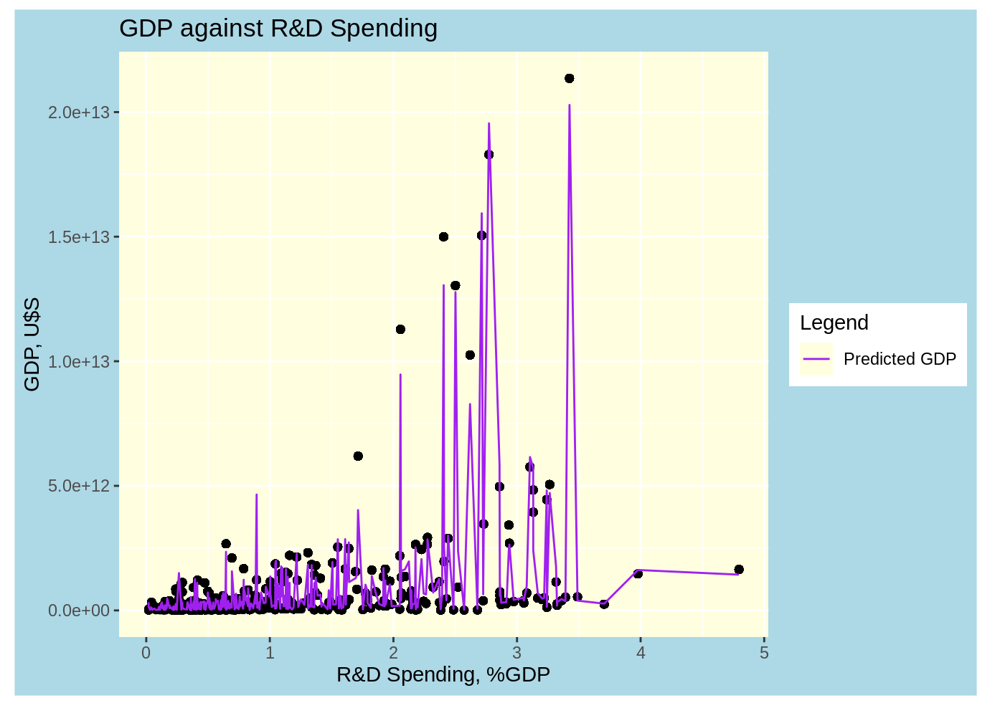 GDP against R&D Spending
2.0e+13
1.5e+13
1.0e+13
5.0e+12
0.0e+00
GDP, U$S
0 1 2 3 4 5
R&D Spending, %GDP
Legend
Predicted GDP